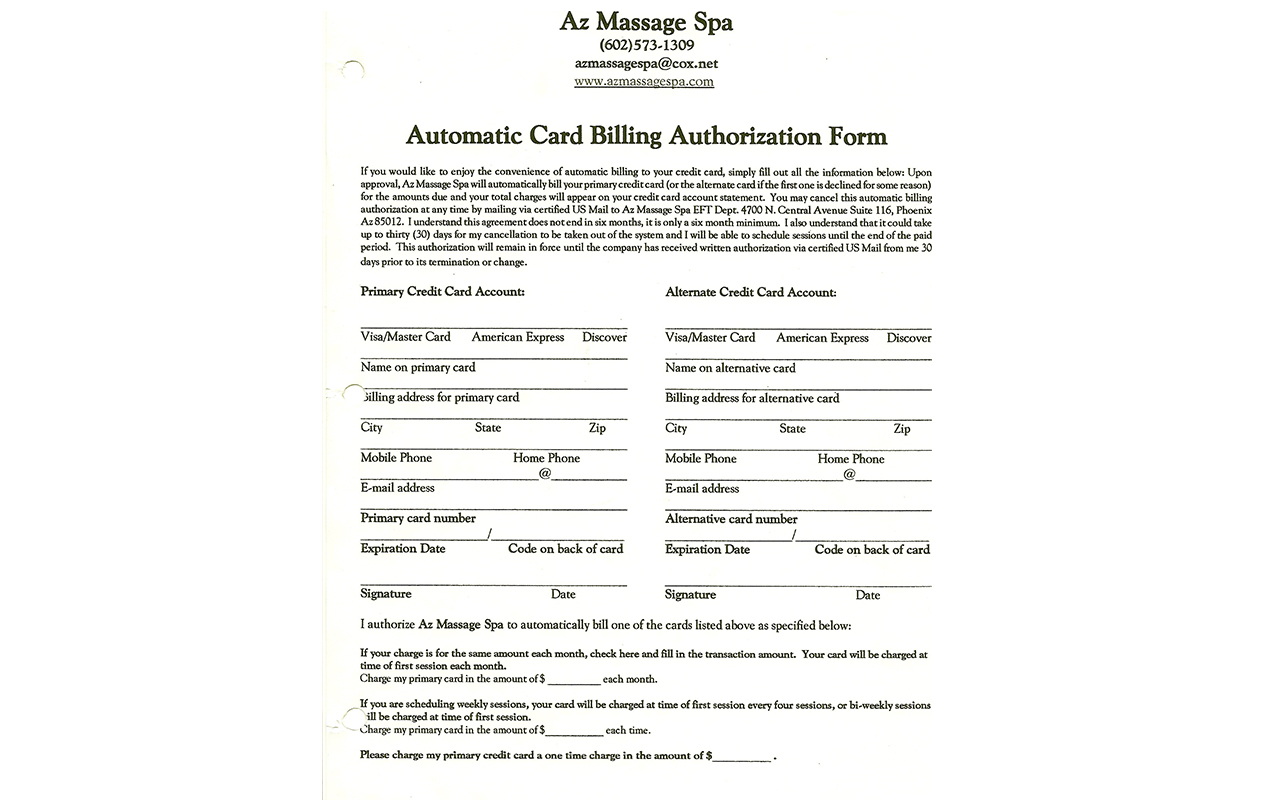 Az Massage Spa
(602)573-1309
azmassagespa@cox.net
www.azmassagespa.com
Automatic Card Billing Authorization Form
If you would like to enjoy the convenience of automatic billing to your credit card, simply fill out all the information below: Upon
approval, Az Massage Spa will automatically bill your primary credit card (or the alternate card if the first one is declined for some reason)
for the amounts due and your total charges will appear on your credit card account statement. You may cancel this automatic billing
authorization at any time by mailing via certified US Mail to Az Massage Spa EFT Dept. 4700 N. Central Avenue Suite 116, Phoenix
Az 85012. I understand this agreement does not end in six months, it is only a six month minimum. I also understand that it could take
up to thirty (30) days for my cancellation to be taken out of the system and I will be able to schedule sessions until the end of the paid
period. This authorization will remain in force until the company has received written authorization via certified US Mail from me 30
days prior to its termination or change.
Primary Credit Card Account: Alternate Credit Card Account:
Visa/Master Card American Express Discover Visa/Master Card American Express Discover
Name on primary card Name on alternative card
Billing address for primary card Billing address for alternative card
City State Zip City State Zip
Mobile Phone Home Phone Mobile Phone Home Phone
@ @
E-mail address E-mail address
Primary card number Alternative card number
/ /
Expiration Date Code on back of card Expiration Date Code on back of card
Signature Date Signature Date
I authorize Az Massage Spa to automatically bill one of the cards listed above as specified below:
If your charge is for the same amount each month, check here and fill in the transaction amount. Your card will be charged at
time of first session each month.
Charge my primary card in the amount of $ __________ each month.
If you are scheduling weekly sessions, your card will be charged at time of first session every four sessions, or bi-weekly sessions
ill be charged at time of first session.
Charge my primary card in the amount of $___________ each time.
Please charge my primary credit card a one time charge in the amount of $___________ .